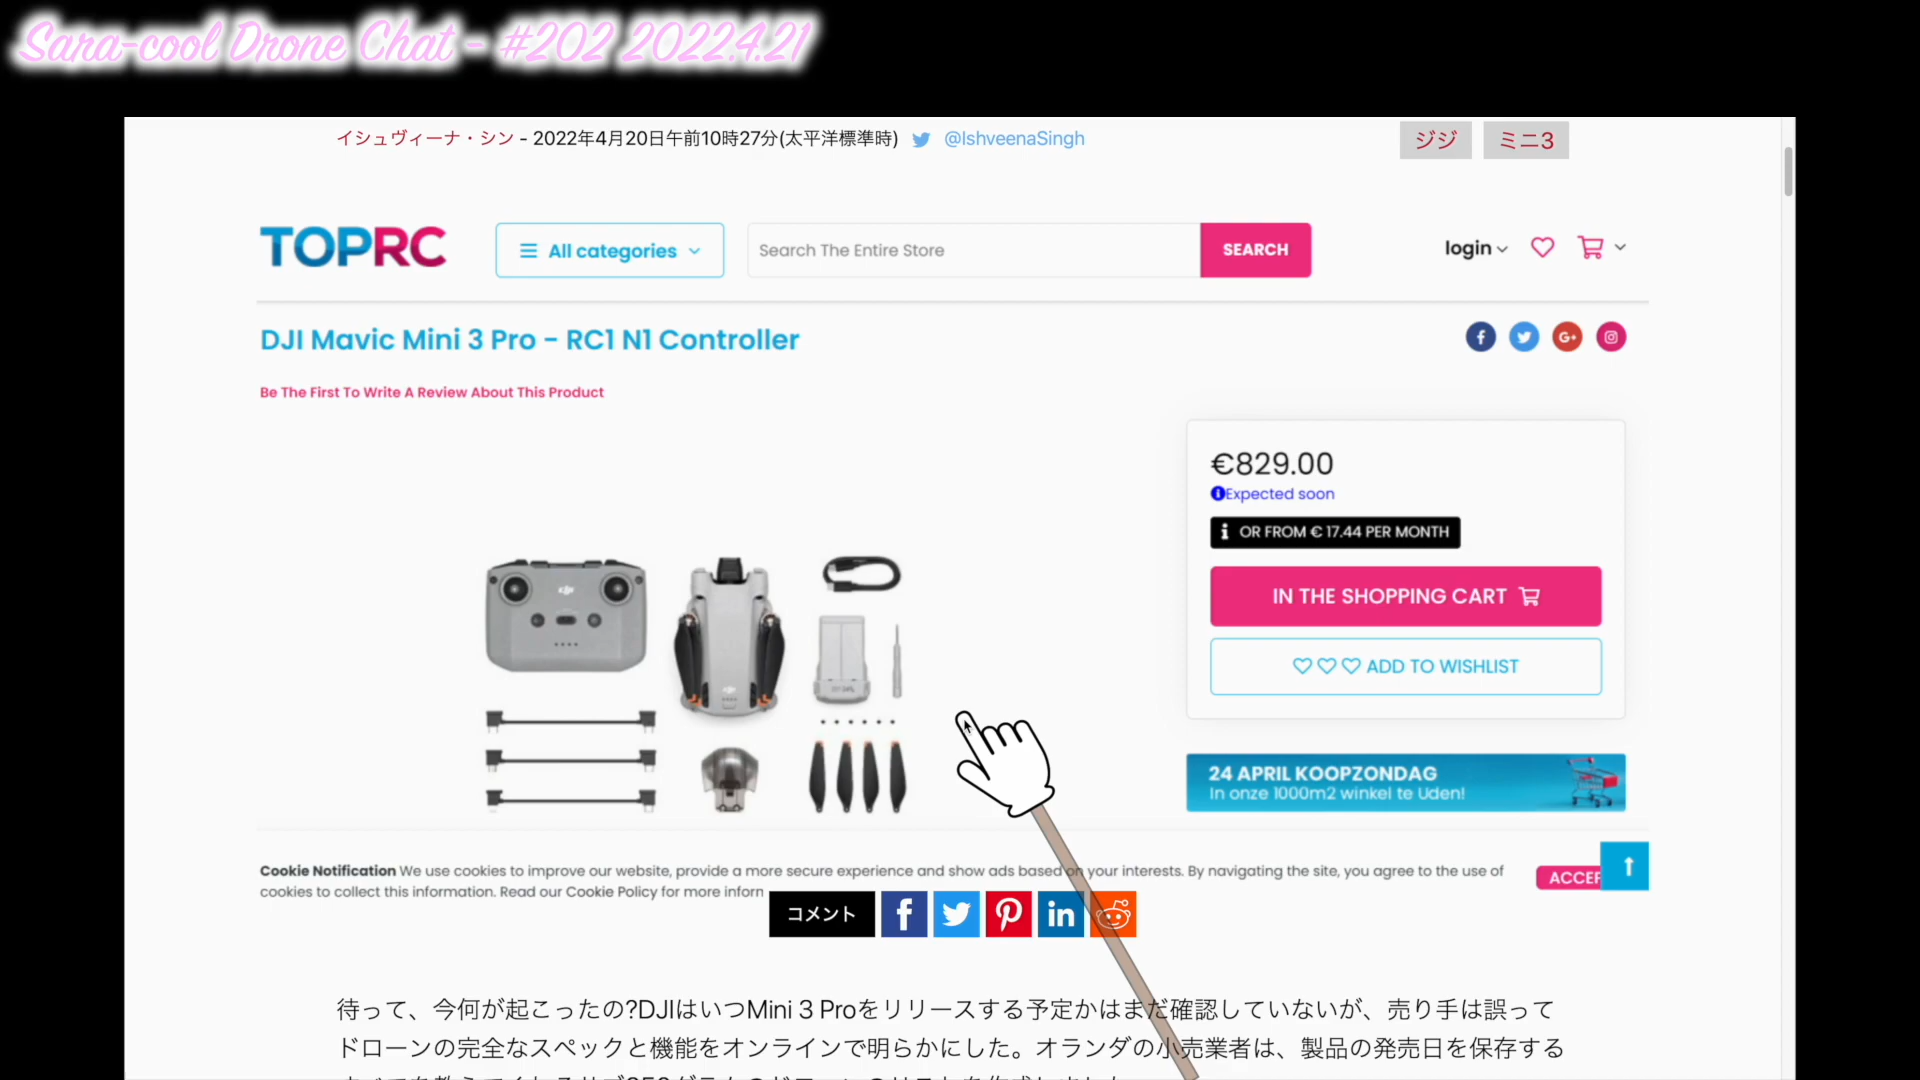 Sara-cool Drone Chat - #202 2022.4.21
イシュヴィーナ・シン - 2022年4月20日午前10時27分(太平洋標準時) @IshveenaSingh
ジジ ミニ3
TOPRC All categories Search The Entire Store SEARCH login
DJI Mavic Mini 3 Pro - RC1 N1 Controller
Be The First To Write A Review About This Product
€829.00
Expected soon
OR FROM € 17.44 PER MONTH
IN THE SHOPPING CART
ADD TO WISHLIST
24 APRIL KOOPZONDAG
In onze 1000m2 winkel te Uden!
Cookie Notification We use cookies to improve our website, provide a more secure experience and show ads based on your interests. By navigating the site, you agree to the use of
cookies to collect this information. Read our Cookie Policy for more inforn
ACCEP
コメント
待って、今何が起こったの?DJIはいつMini 3 Proをリリースする予定かはまだ確認していないが、売り手は誤って
ドローンの完全なスペックと機能をオンラインで明らかにした。オランダの小売業者は、製品の発売日を保存する